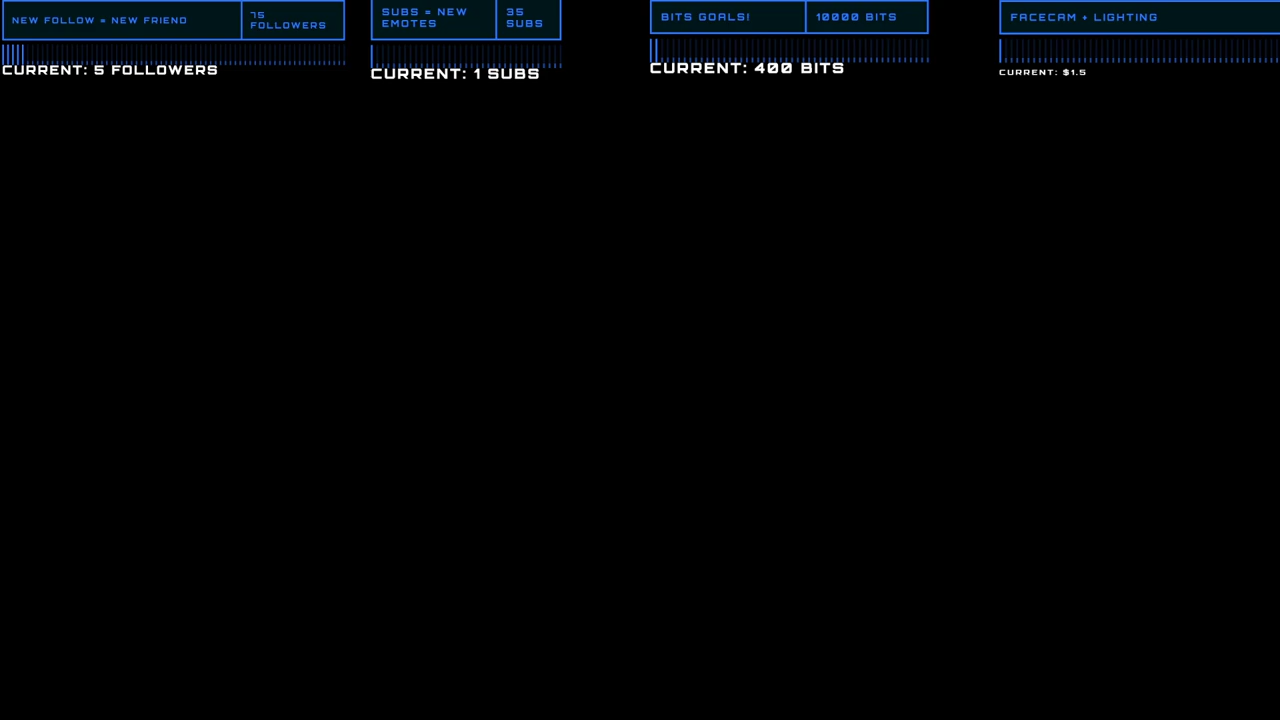 NEW FOLLOW = NEW FRIEND
75
FOLLOWERS
CURRENT: 5 FOLLOWERS
SUBS = NEW
EMOTES
35
SUBS
CURRENT: 1 SUBS
BITS GOALS!
10000 BITS
CURRENT: 400 BITS
FACECAM + LIGHTING
CURRENT: $1.5